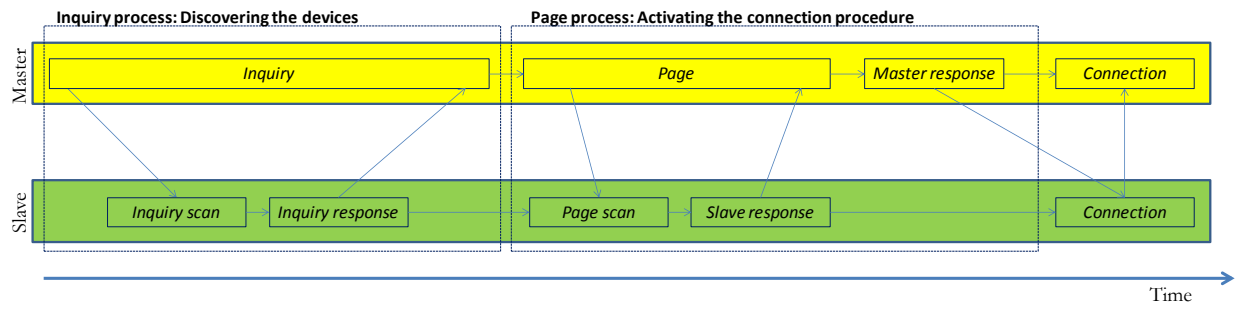 Inquiry process: Discovering the devices
Page process: Activating the connection procedure
Master
Inquiry
Page
Master response
Connection
Slave
Inquiry scan
Inquiry response
Page scan
Slave response
Connection
Time